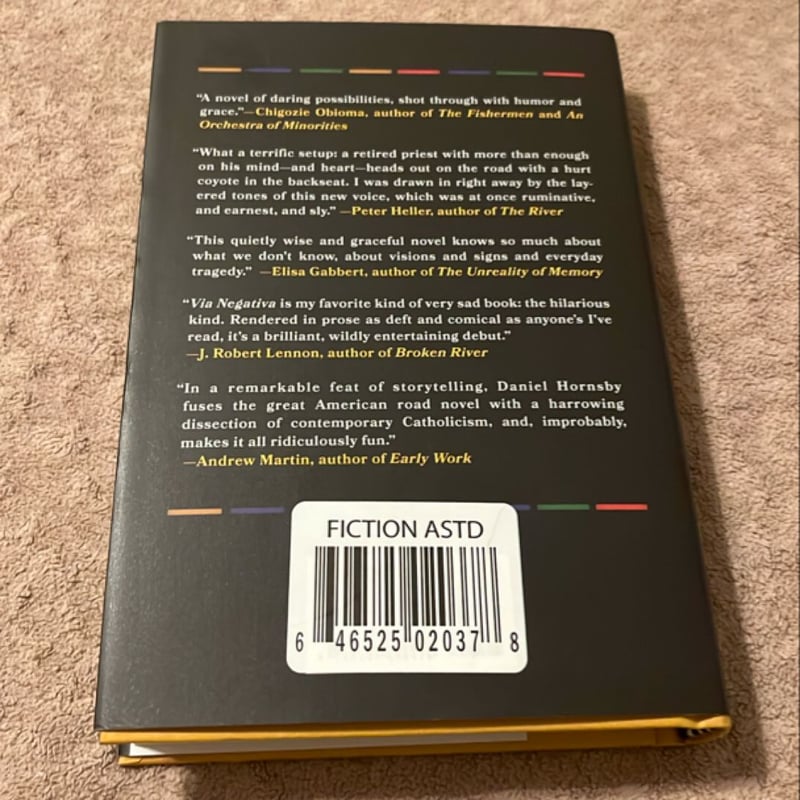 “A novel of daring possibilities, shot through with humor and
grace.”—Chigozie Obioma, author of The Fishermen and An
Orchestra of Minorities
“What a terrific setup: a retired priest with more than enough
on his mind—and heart—heads out on the road with a hurt
coyote in the backseat. I was drawn in right away by the lay-
ered tones of this new voice, which was at once ruminative,
and earnest, and sly.” —Peter Heller, author of The River
“This quietly wise and graceful novel knows so much about
what we don't know, about visions and signs and everyday
tragedy.” —Elisa Gabbert, author of The Unreality of Memory
“Via Negativa is my favorite kind of very sad book: the hilarious
kind. Rendered in prose as deft and comical as anyone's I've
read, it's a brilliant, wildly entertaining debut.”
—J. Robert Lennon, author of Broken River
“In a remarkable feat of storytelling, Daniel Hornsby
fuses the great American road novel with a harrowing
dissection of contemporary Catholicism, and, improbably,
makes it all ridiculously fun.”
—Andrew Martin, author of Early Work
FICTION ASTD
6 46525 02037 8